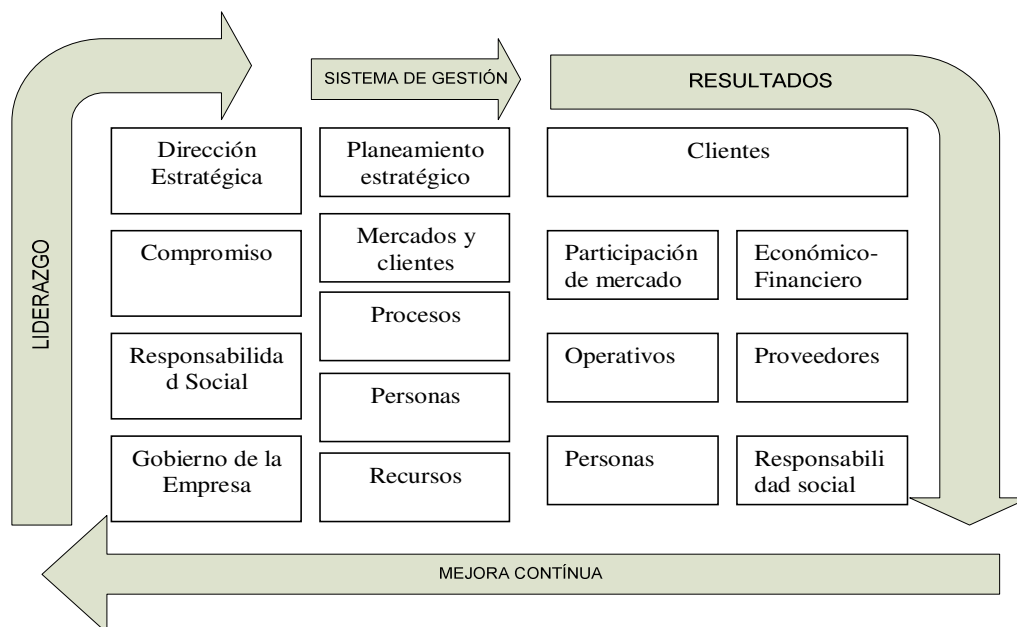 LIDERAZGO
SISTEMA DE GESTIÓN
RESULTADOS
Dirección
Estratégica
Compromiso
Responsabilida
d Social
Gobierno de la
Empresa
Planeamiento
estratégico
Mercados y
clientes
Procesos
Personas
Recursos
Clientes
Participación
de mercado
Económico-
Financiero
Operativos
Proveedores
Personas
Responsabili
dad social
MEJORA CONTÍNUA